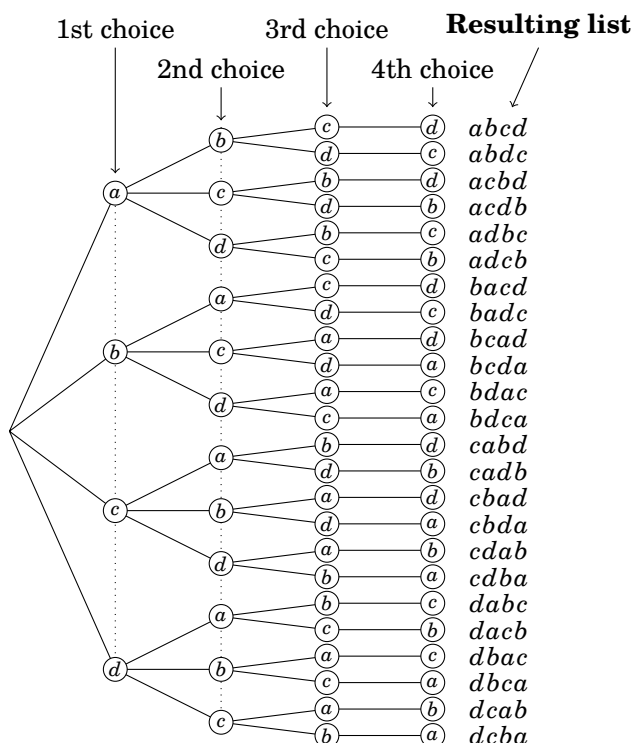 1st choice 3rd choice Resulting list
2nd choice 4th choice
c d abcd
b
d c abdc
b d acbd
a c
d b acdb
b c adbc
d
c b adcb
c d bacd
a
d c badc
a d bcad
b c
d a bcda
a c bdac
d
c a bdca
b d cabd
a
d b cadb
a d cbad
c b
d a cbda
a b cdab
d
b a cdba
b c dabc
a
c b dacb
a c dbac
d b
c a dbca
a b dcab
c
b a dcba